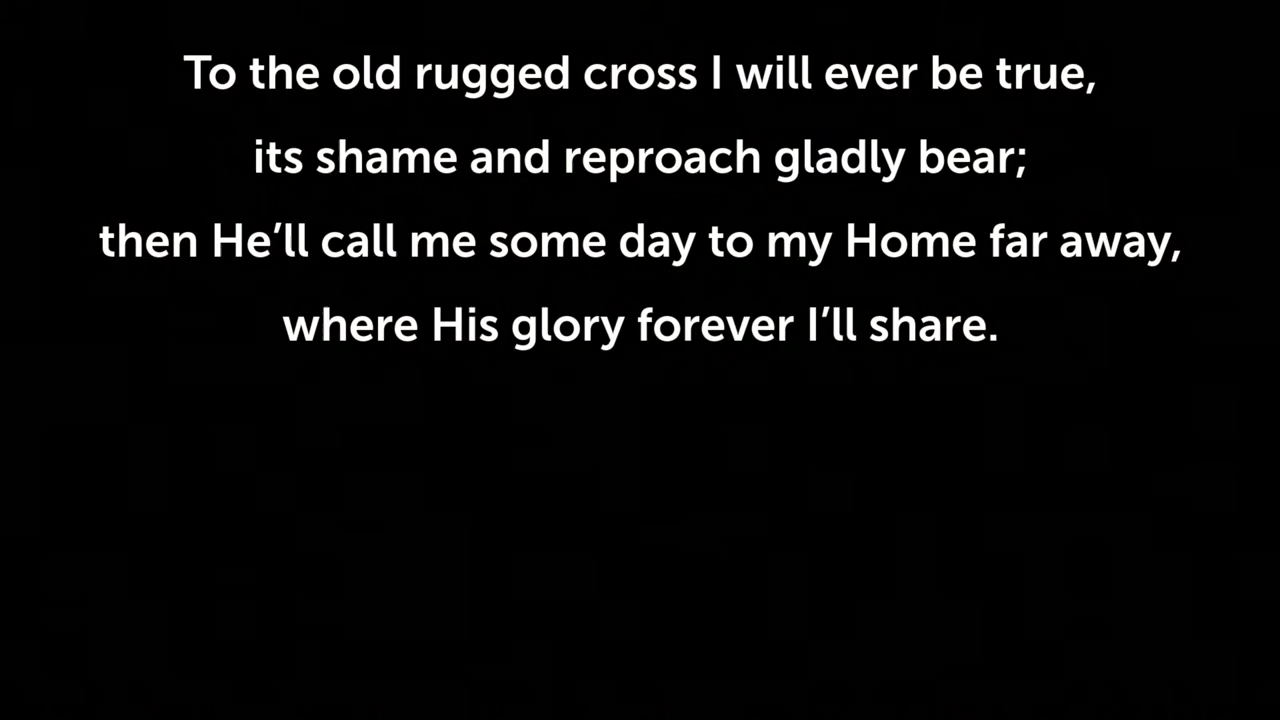 To the old rugged cross I will ever be true,
its shame and reproach gladly bear;
then He’ll call me some day to my Home far away,
where His glory forever I’ll share.